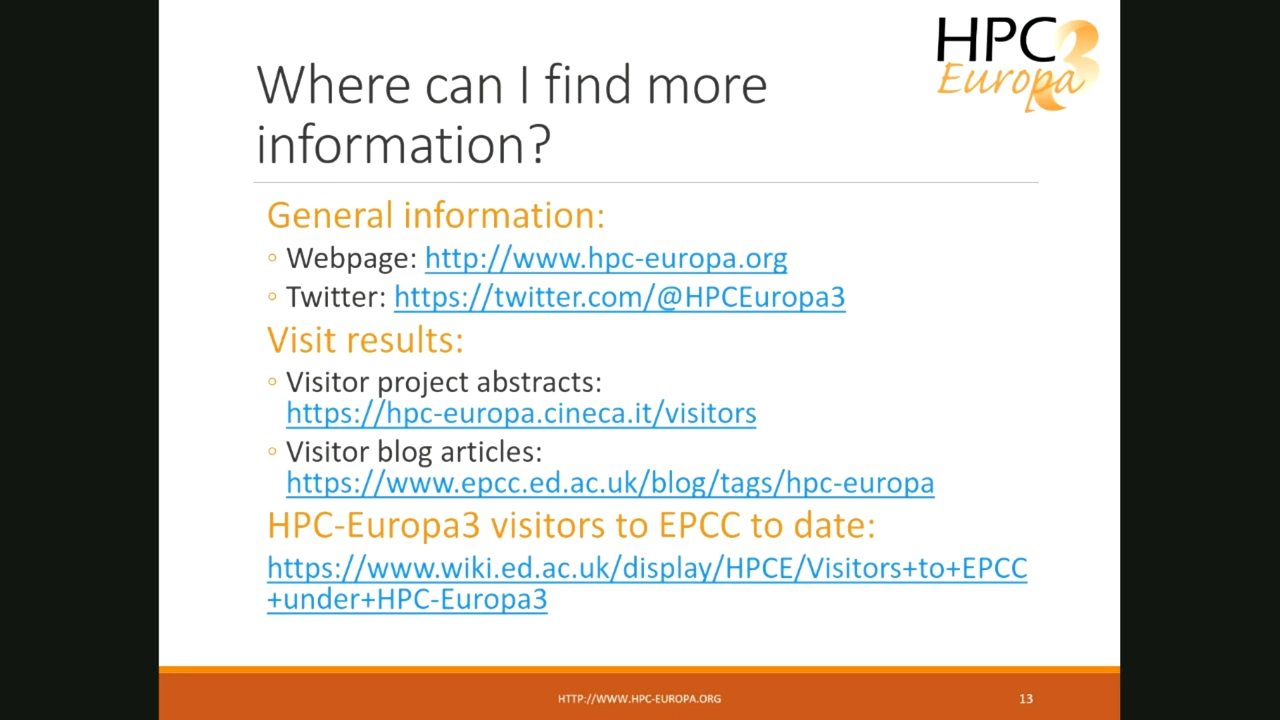 HPC3
Europa
Where can I find more
information?
General information:
◦ Webpage: http://www.hpc-europa.org
◦ Twitter: https://twitter.com/@HPCEuropa3
Visit results:
◦ Visitor project abstracts:
https://hpc-europa.cineca.it/visitors
◦ Visitor blog articles:
https://www.epcc.ed.ac.uk/blog/tags/hpc-europa
HPC-Europa3 visitors to EPCC to date:
https://www.wiki.ed.ac.uk/display/HPCE/Visitors+to+EPCC
+under+HPC-Europa3
HTTP://WWW.HPC-EUROPA.ORG
13